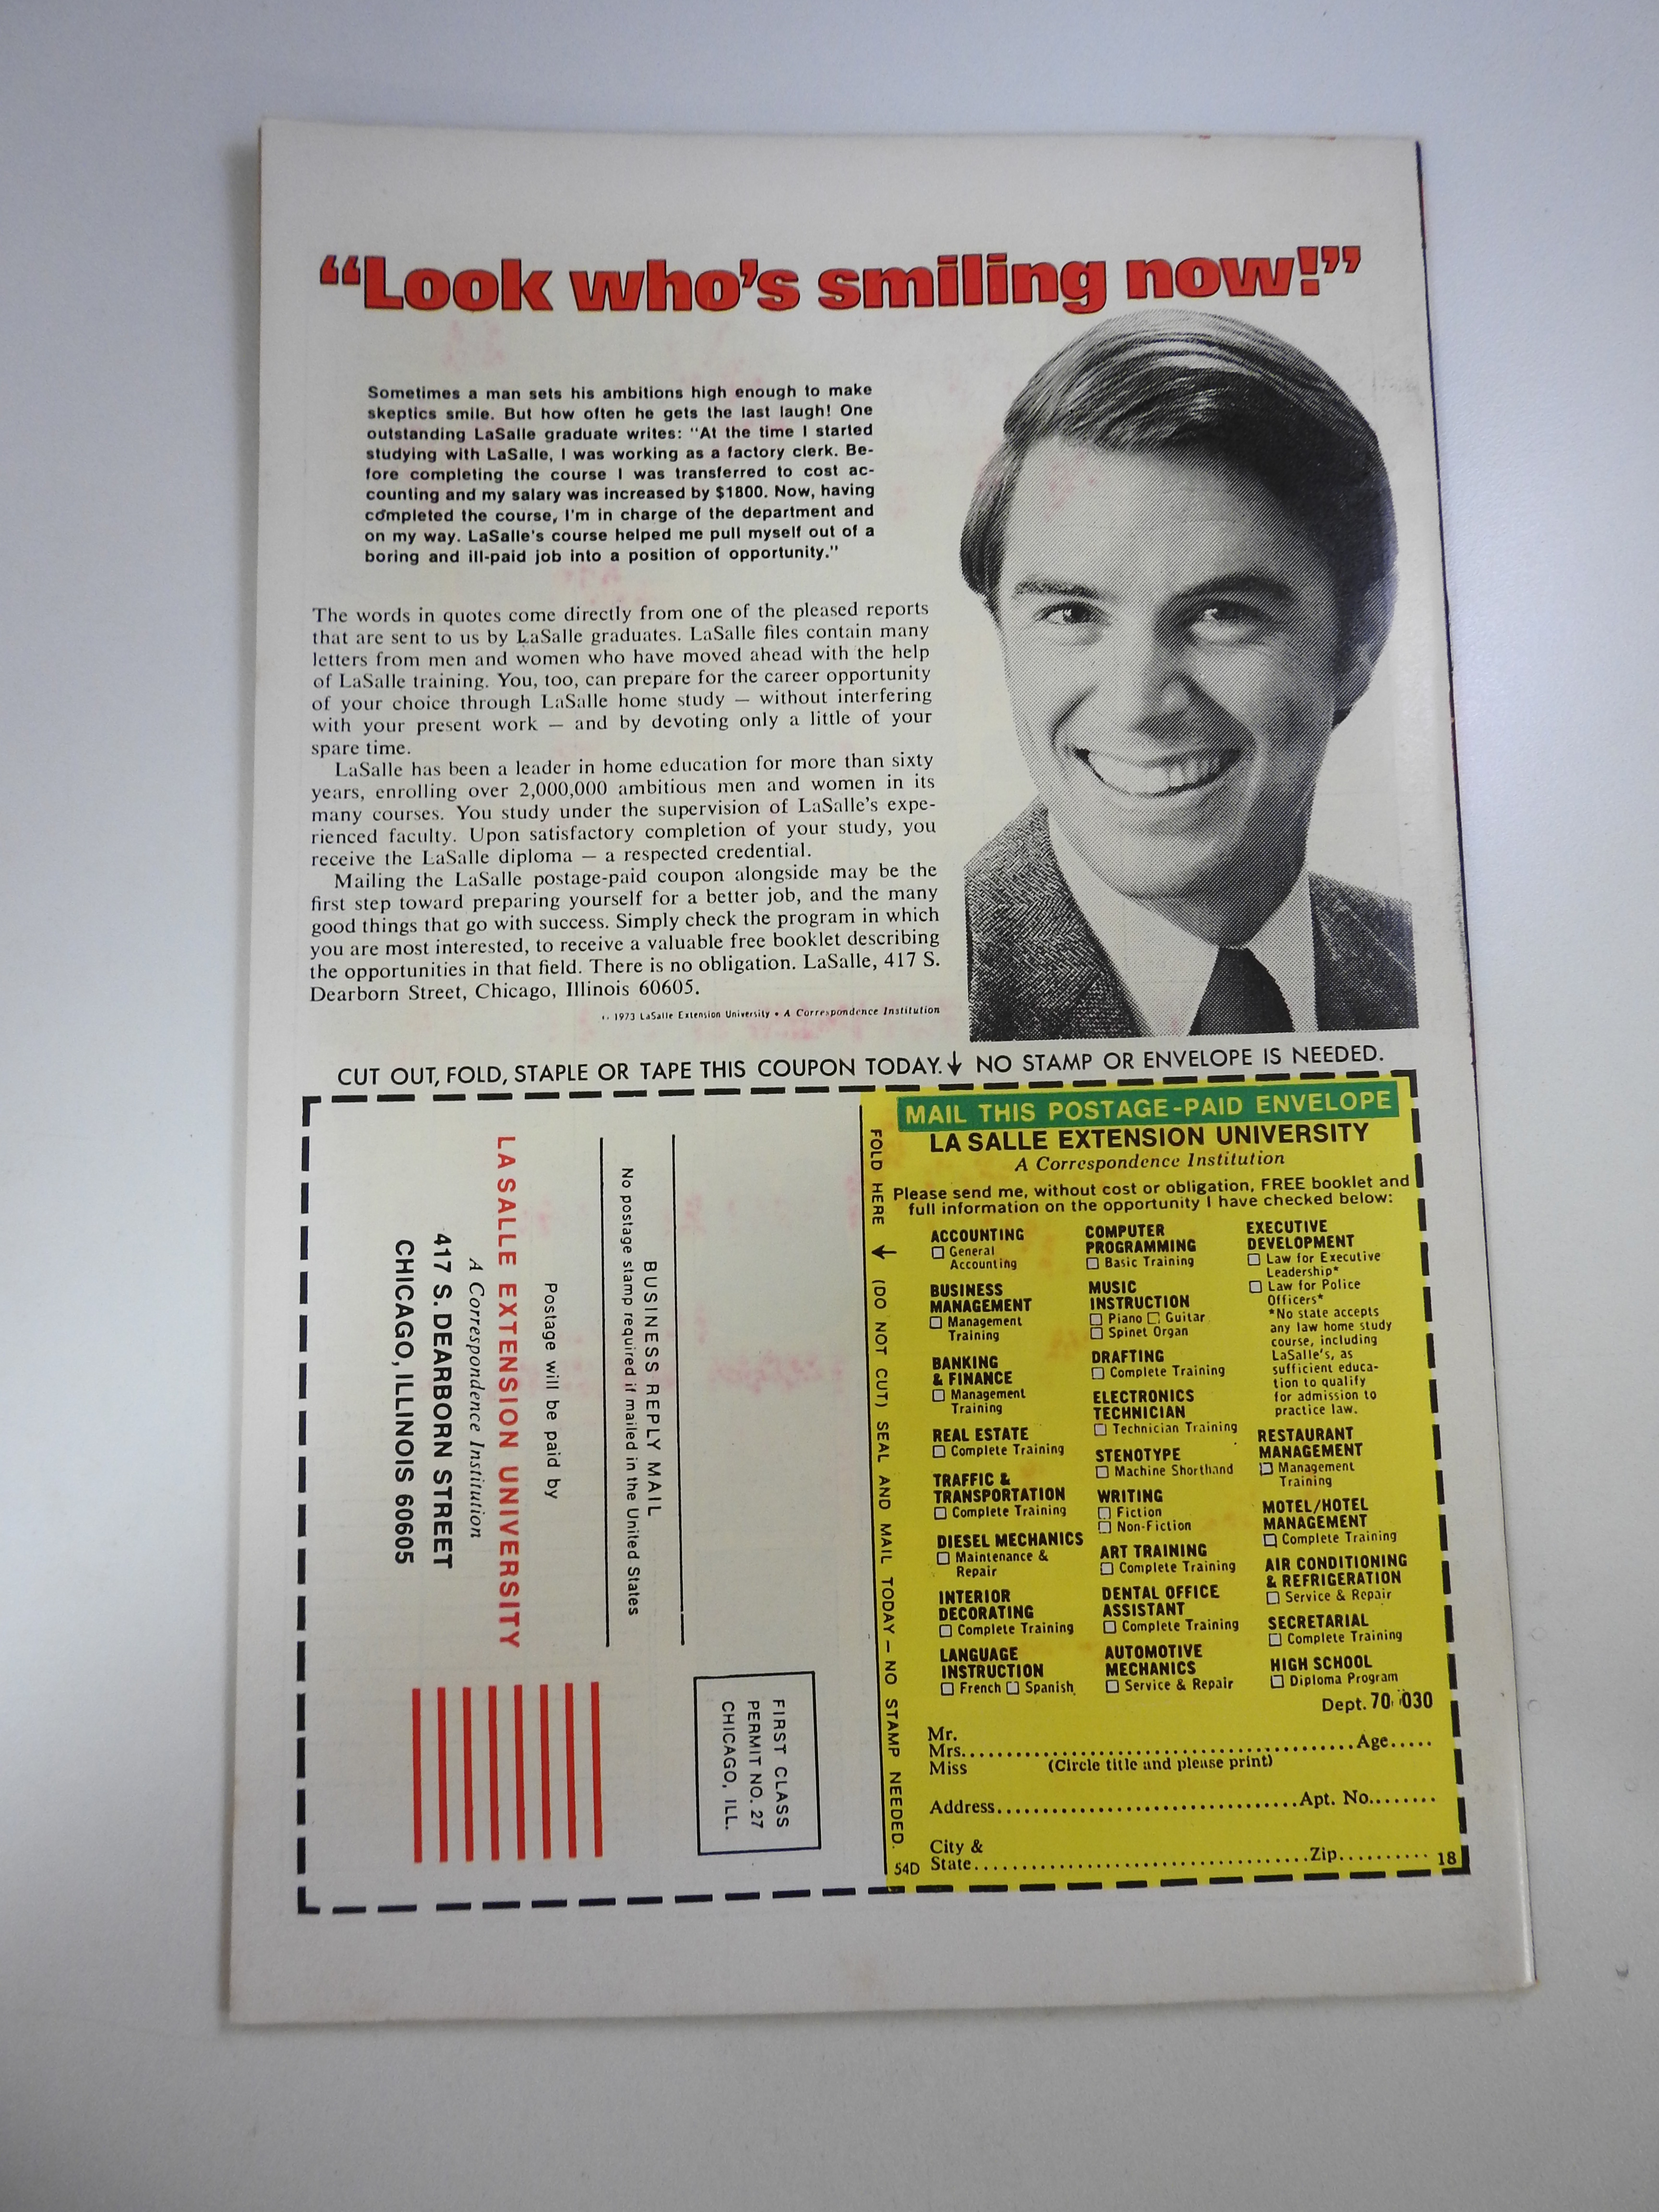 “Look who’s smiling now!”
Sometimes a man sets his ambitions high enough to make
skeptics smile. But how often he gets the last laugh! One
outstanding LaSalle graduate writes: “At the time I started
studying with LaSalle, I was working as a factory clerk. Be-
fore completing the course I was transferred to cost ac-
counting and my salary was increased by $1800. Now, having
completed the course, I’m in charge of the department and
on my way. LaSalle’s course helped me pull myself out of a
boring and ill-paid job into a position of opportunity.”
The words in quotes come directly from one of the pleased reports
that are sent to us by LaSalle graduates. LaSalle files contain many
letters from men and women who have moved ahead with the help
of LaSalle training. You, too, can prepare for the career opportunity
of your choice through LaSalle home study — without interfering
with your present work — and by devoting only a little of your
spare time.
LaSalle has been a leader in home education for more than sixty
years, enrolling over 2,000,000 ambitious men and women in its
many courses. You study under the supervision of LaSalle’s expe-
rienced faculty. Upon satisfactory completion of your study, you
receive the LaSalle diploma — a respected credential.
Mailing the LaSalle postage-paid coupon alongside may be the
first step toward preparing yourself for a better job, and the many
good things that go with success. Simply check the program in which
you are most interested, to receive a valuable free booklet describing
the opportunities in that field. There is no obligation. LaSalle, 417 S.
Dearborn Street, Chicago, Illinois 60605.
1973 LaSalle Extension University • A Correspondence Institution
CUT OUT, FOLD, STAPLE OR TAPE THIS COUPON TODAY. ↓ NO STAMP OR ENVELOPE IS NEEDED.
FIRST CLASS
PERMIT NO. 27
CHICAGO, ILL.
BUSINESS REPLY MAIL
No postage stamp required if mailed in the United States
Postage will be paid by
LA SALLE EXTENSION UNIVERSITY
A Correspondence Institution
417 S. DEARBORN STREET
CHICAGO, ILLINOIS 60605
FOLD HERE ↓ (DO NOT CUT) SEAL AND MAIL TODAY — NO STAMP NEEDED.
MAIL THIS POSTAGE-PAID ENVELOPE
LA SALLE EXTENSION UNIVERSITY
A Correspondence Institution
Please send me, without cost or obligation, FREE booklet and
full information on the opportunity I have checked below:
ACCOUNTING
☐ General
Accounting
BUSINESS
MANAGEMENT
☐ Management
Training
BANKING
& FINANCE
☐ Management
Training
REAL ESTATE
☐ Complete Training
TRAFFIC &
TRANSPORTATION
☐ Complete Training
DIESEL MECHANICS
☐ Maintenance &
Repair
INTERIOR
DECORATING
☐ Complete Training
LANGUAGE
INSTRUCTION
☐ French ☐ Spanish
COMPUTER
PROGRAMMING
☐ Basic Training
MUSIC
INSTRUCTION
☐ Piano ☐ Guitar
☐ Spinet Organ
DRAFTING
☐ Complete Training
ELECTRONICS
TECHNICIAN
☐ Technician Training
STENOTYPE
☐ Machine Shorthand
WRITING
☐ Fiction
☐ Non-Fiction
ART TRAINING
☐ Complete Training
DENTAL OFFICE
ASSISTANT
☐ Complete Training
AUTOMOTIVE
MECHANICS
☐ Service & Repair
EXECUTIVE
DEVELOPMENT
☐ Law for Executive
Leadership*
☐ Law for Police
Officers*
*No state accepts
any law home study
course, including
LaSalle’s, as
sufficient educa-
tion to qualify
for admission to
practice law.
RESTAURANT
MANAGEMENT
☐ Management
Training
MOTEL/HOTEL
MANAGEMENT
☐ Complete Training
AIR CONDITIONING
& REFRIGERATION
☐ Service & Repair
SECRETARIAL
☐ Complete Training
HIGH SCHOOL
☐ Diploma Program
Dept. 70-030
Mr.
Mrs. Age
Miss (Circle title and please print)
Address Apt. No.
City &
State Zip
54D 18